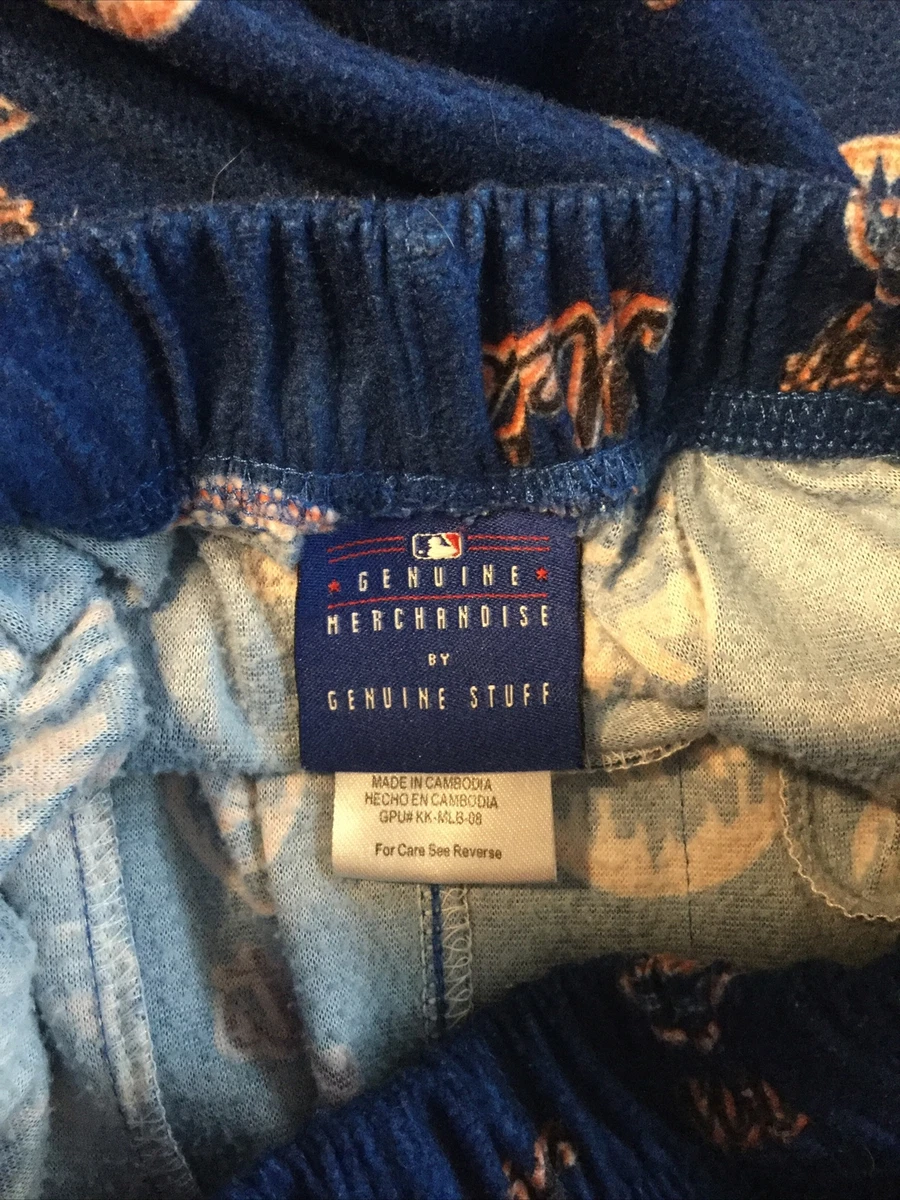 Mets
GENUINE
MERCHANDISE
BY
GENUINE STUFF
MADE IN CAMBODIA
HECHO EN CAMBODIA
GPU# KK-MLB-08
For Care See Reverse